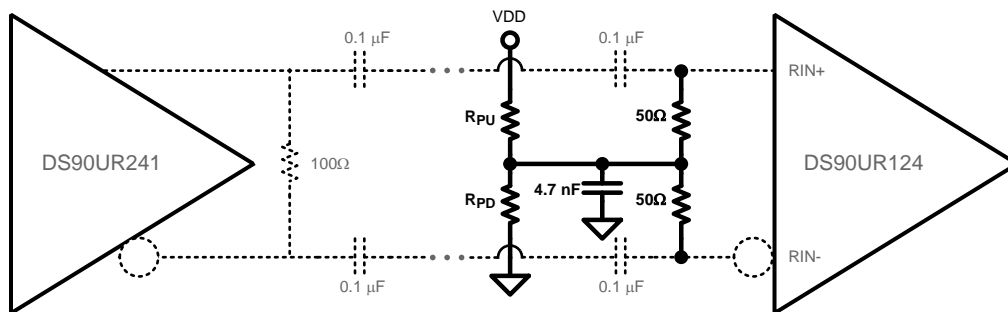 VDD
0.1 µF
0.1 µF
RIN+
RPU
50Ω
DS90UR241
100Ω
DS90UR124
4.7 nF
RPD
50Ω
RIN-
0.1 µF
0.1 µF